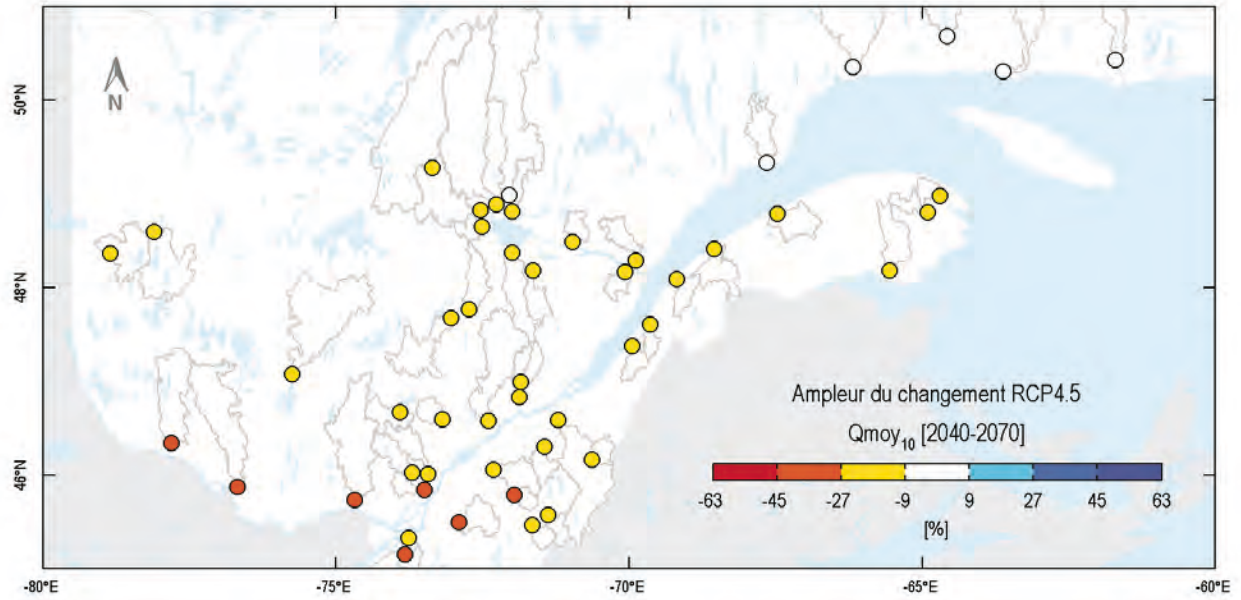 N
50°N
48°N
46°N
Ampleur du changement RCP4.5
Qmoy10 [2040-2070]
-63 -45 -27 -9 9 27 45 63
[%]
-80°E -75°E -70°E -65°E -60°E